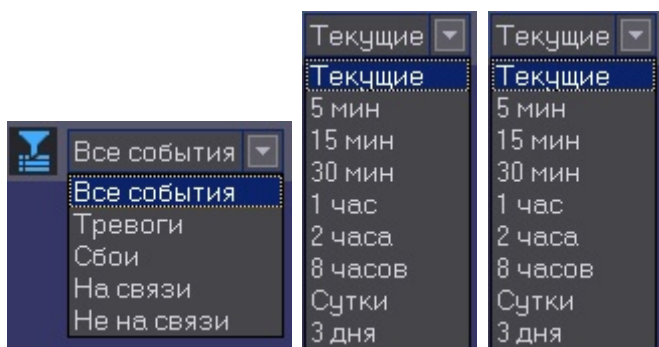 Все события
Все события
Тревоги
Сбои
На связи
Не на связи
Текущие
Текущие
5 мин
15 мин
30 мин
1 час
2 часа
8 часов
Сутки
3 дня
Текущие
Текущие
5 мин
15 мин
30 мин
1 час
2 часа
8 часов
Сутки
3 дня